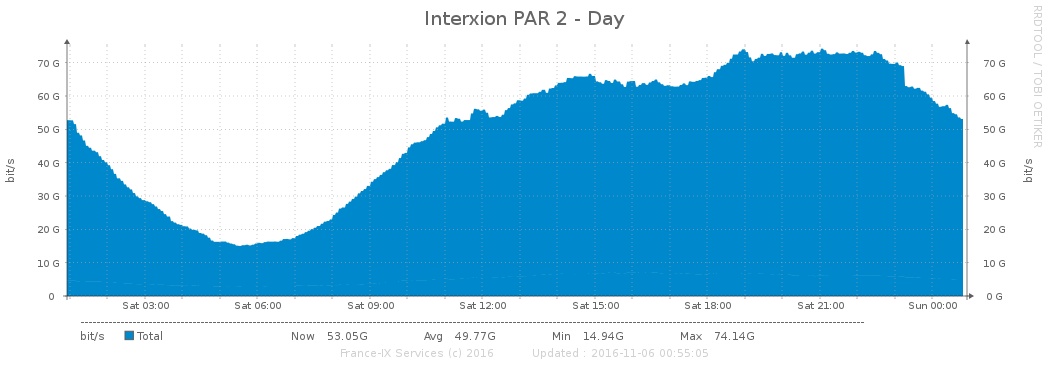 Interxion PAR 2 - Day
RRDTOOL / TOBI OETIKER
bit/s
70 G 70 G
60 G 60 G
50 G 50 G
40 G 40 G
30 G 30 G
20 G 20 G
10 G 10 G
0 0 G
bit/s
Sat 03:00 Sat 06:00 Sat 09:00 Sat 12:00 Sat 15:00 Sat 18:00 Sat 21:00 Sun 00:00
bit/s Total Now 53.05G Avg 49.77G Min 14.94G Max 74.14G
France-IX Services (c) 2016 Updated : 2016-11-06 00:55:05